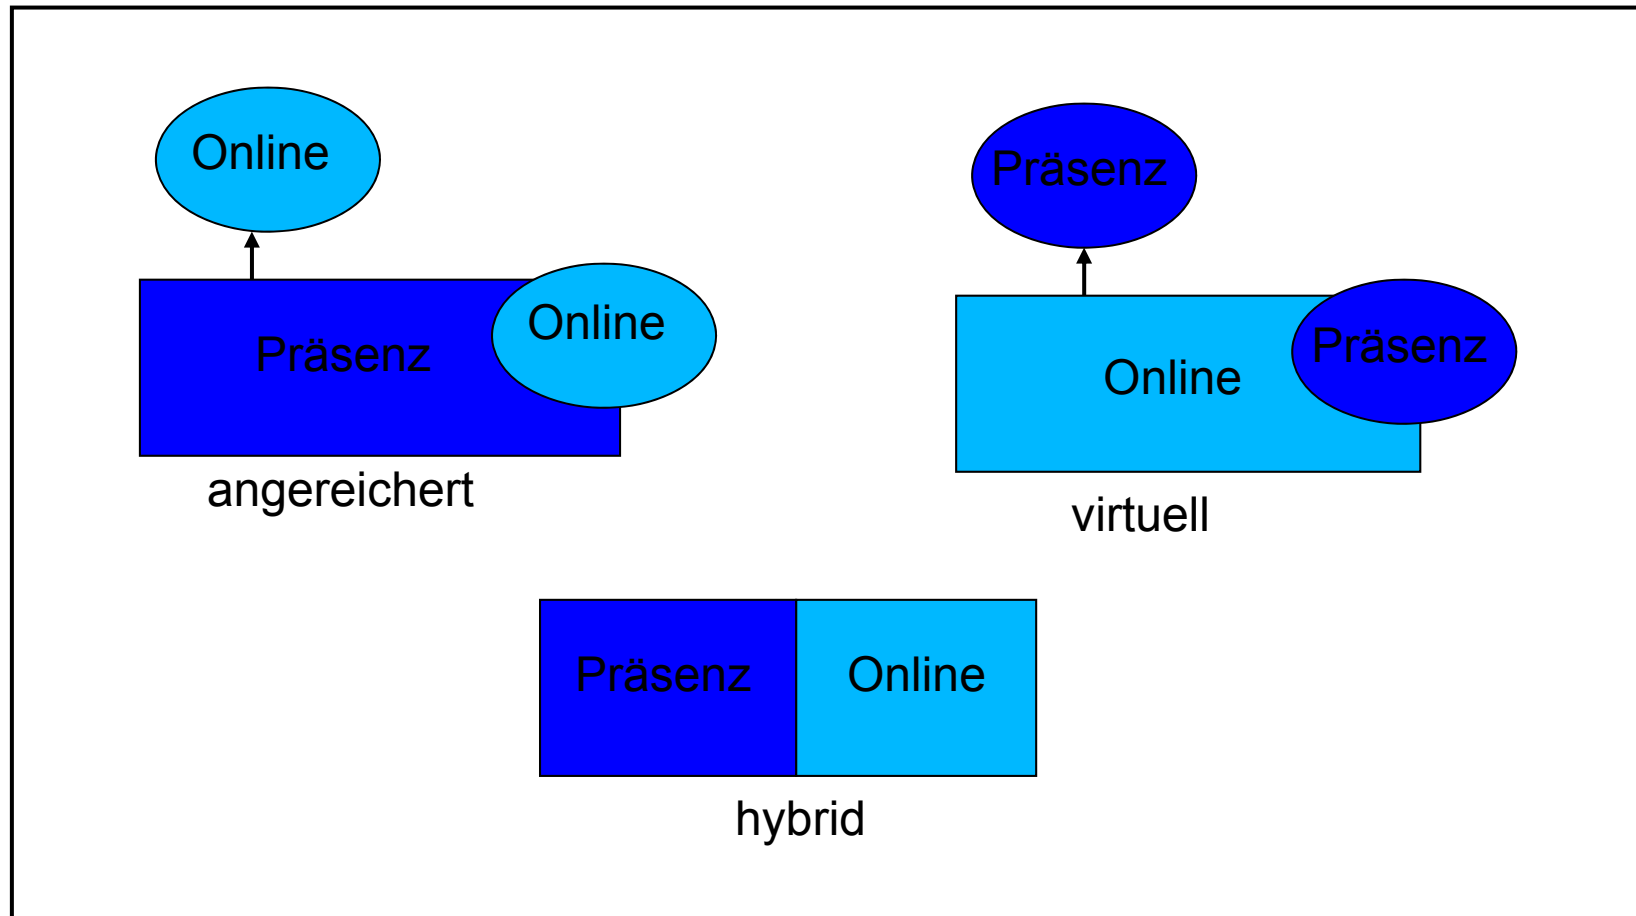 Online
Präsenz
Online
angereichert
Präsenz
Online
Präsenz
virtuell
Präsenz
Online
hybrid